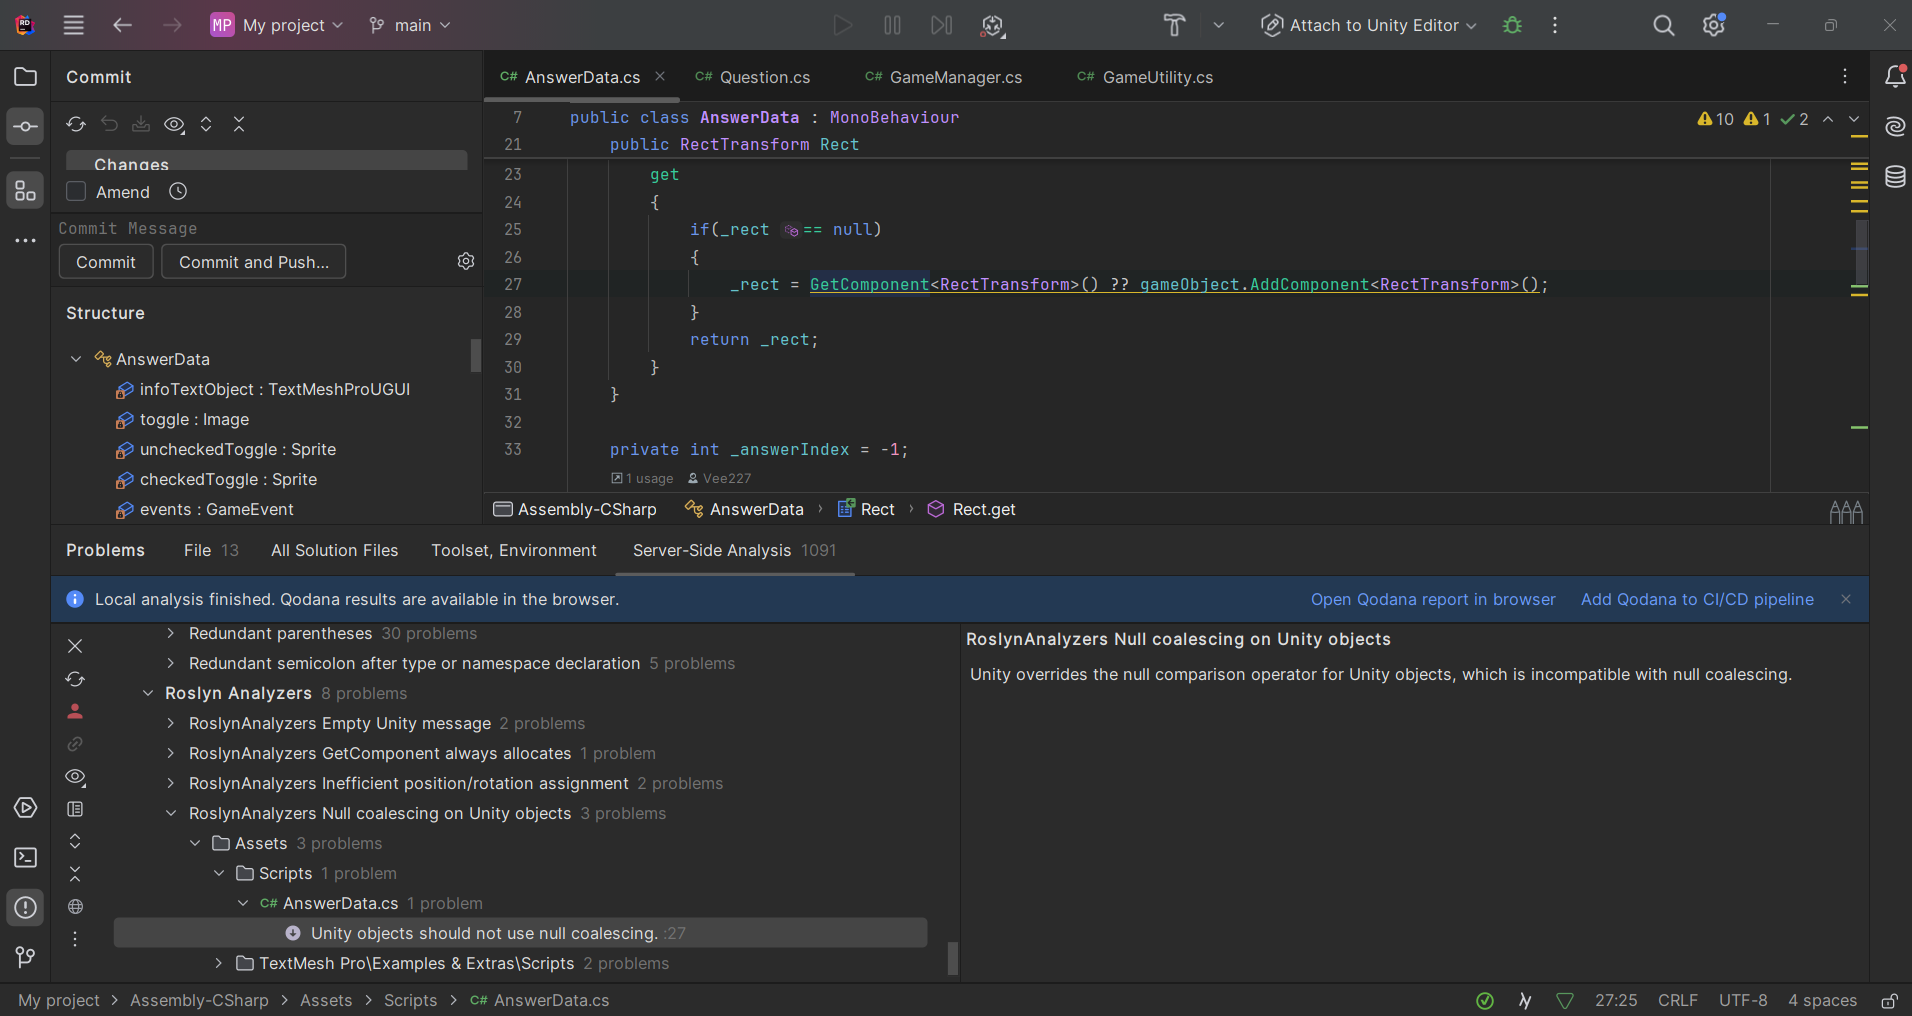 MP My project main Attach to Unity Editor
Commit
Changes
Amend
Commit Message
Commit Commit and Push...
Structure
AnswerData
infoTextObject : TextMeshProUGUI
toggle : Image
uncheckedToggle : Sprite
checkedToggle : Sprite
events : GameEvent
C# AnswerData.cs C# Question.cs C# GameManager.cs C# GameUtility.cs
7 public class AnswerData : MonoBehaviour
10 1 2
21 public RectTransform Rect
23 get
24 {
25 if(_rect == null)
26 {
27 _rect = GetComponent<RectTransform>() ?? gameObject.AddComponent<RectTransform>();
28 }
29 return _rect;
30 }
31 }
32
33 private int _answerIndex = -1;
1 usage Vee227
Assembly-CSharp AnswerData › Rect › Rect.get
Problems File 13 All Solution Files Toolset, Environment Server-Side Analysis 1091
Local analysis finished. Qodana results are available in the browser. Open Qodana report in browser Add Qodana to CI/CD pipeline
Redundant parentheses 30 problems
Redundant semicolon after type or namespace declaration 5 problems
Roslyn Analyzers 8 problems
RoslynAnalyzers Empty Unity message 2 problems
RoslynAnalyzers GetComponent always allocates 1 problem
RoslynAnalyzers Inefficient position/rotation assignment 2 problems
RoslynAnalyzers Null coalescing on Unity objects 3 problems
Assets 3 problems
Scripts 1 problem
C# AnswerData.cs 1 problem
Unity objects should not use null coalescing. :27
TextMesh Pro\Examples & Extras\Scripts 2 problems
RoslynAnalyzers Null coalescing on Unity objects
Unity overrides the null comparison operator for Unity objects, which is incompatible with null coalescing.
My project > Assembly-CSharp > Assets > Scripts > C# AnswerData.cs 27:25 CRLF UTF-8 4 spaces